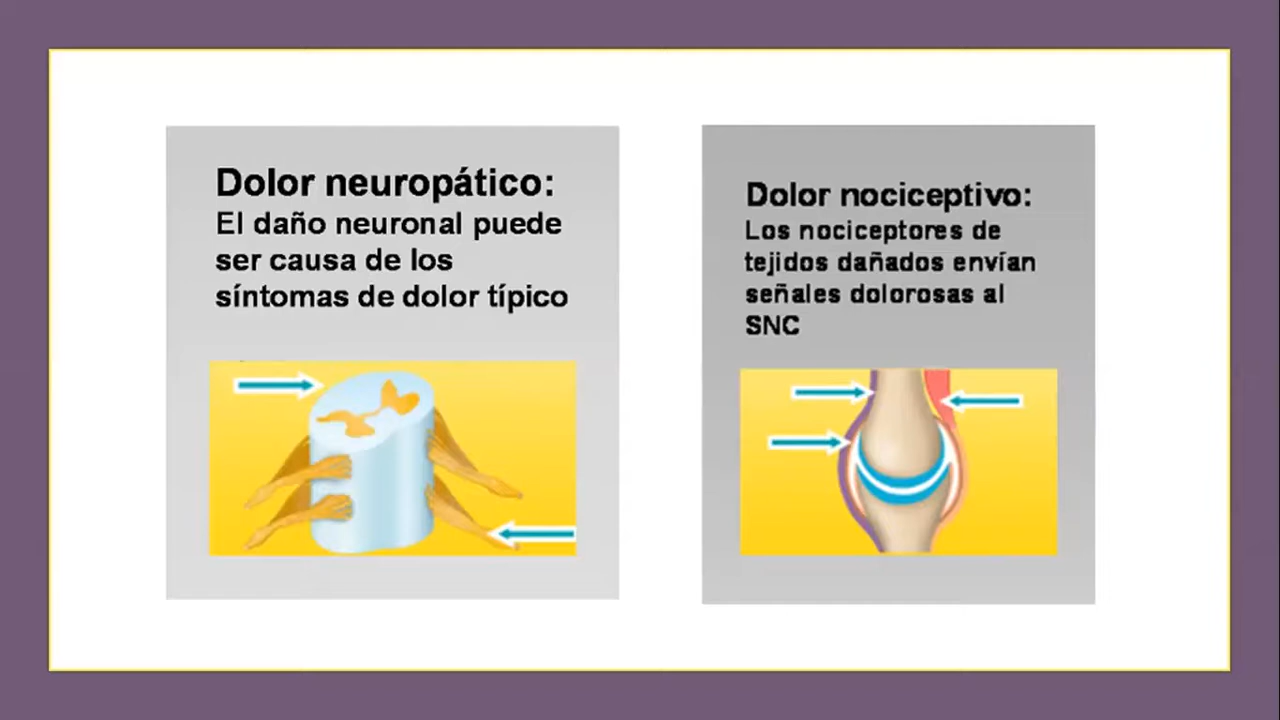 Dolor neuropático:
El daño neuronal puede
ser causa de los
síntomas de dolor típico
Dolor nociceptivo:
Los nociceptores de
tejidos dañados envían
señales dolorosas al
SNC